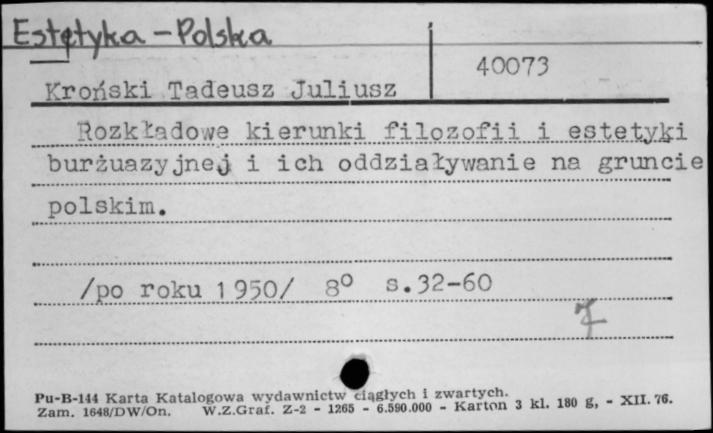 Estetyka - Polska
40073
Kroński Tadeusz Juliusz
Rozkładowe kierunki filozofii i estetyki
burżuazyjnej i ich oddziaływanie na gruncie
polskim.
/po roku 1950/ 8° s.32-60
Pu-B-144 Karta Katalogowa wydawnictw ciągłych i zwartych.
Zam. 1648/DW/On. W.Z.Graf. Z-2 - 1265 - 6.590.000 - Karton 3 kl. 180 g, - XII. 76.